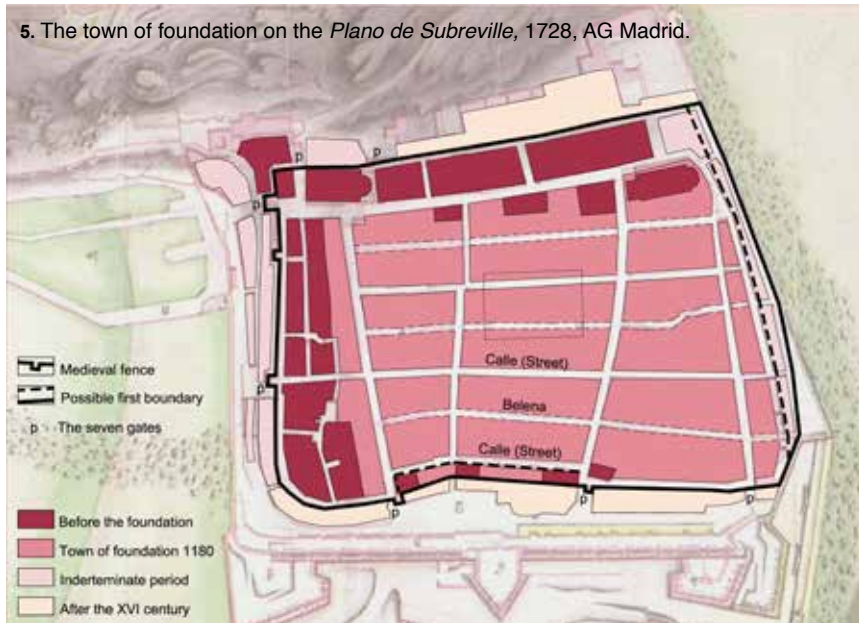 5. The town of foundation on the Plano de Subreville, 1728, AG Madrid.
p
p
p
Calle (Street)
Medieval fence
p
Possible first boundary
Belena
p The seven gates
Calle (Street)
p
p
p
Before the foundation
Town of foundation 1180
Inderteminate period
After the XVI century